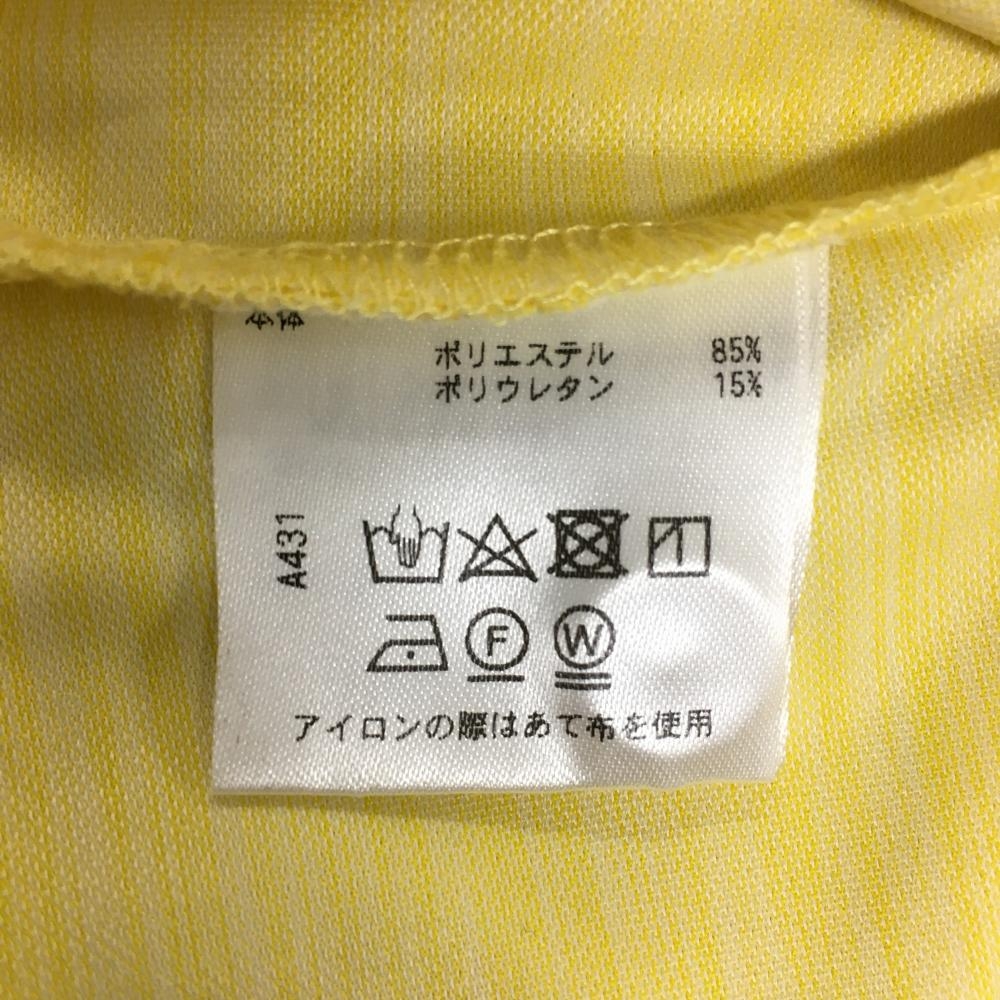 ポリエステル 85%
ポリウレタン 15%
A431
F W
アイロンの際はあて布を使用